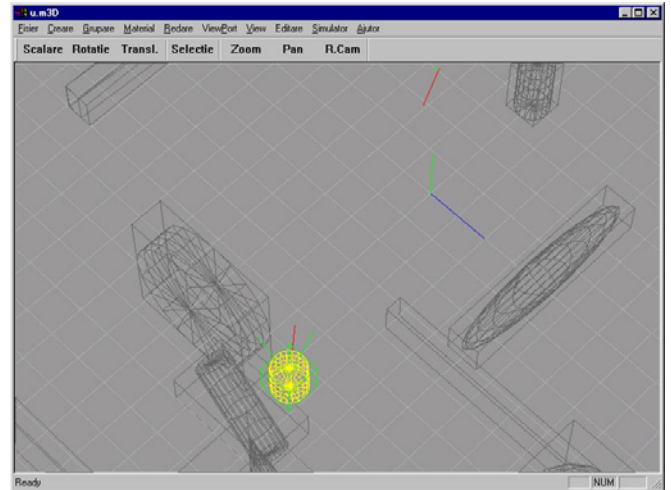 u.m3D
Fisier Creare Grupare Material Redare ViewPort View Editare Simulator Ajutor
Scalare Rotatie Transl. Selectie Zoom Pan R.Cam
Ready NUM